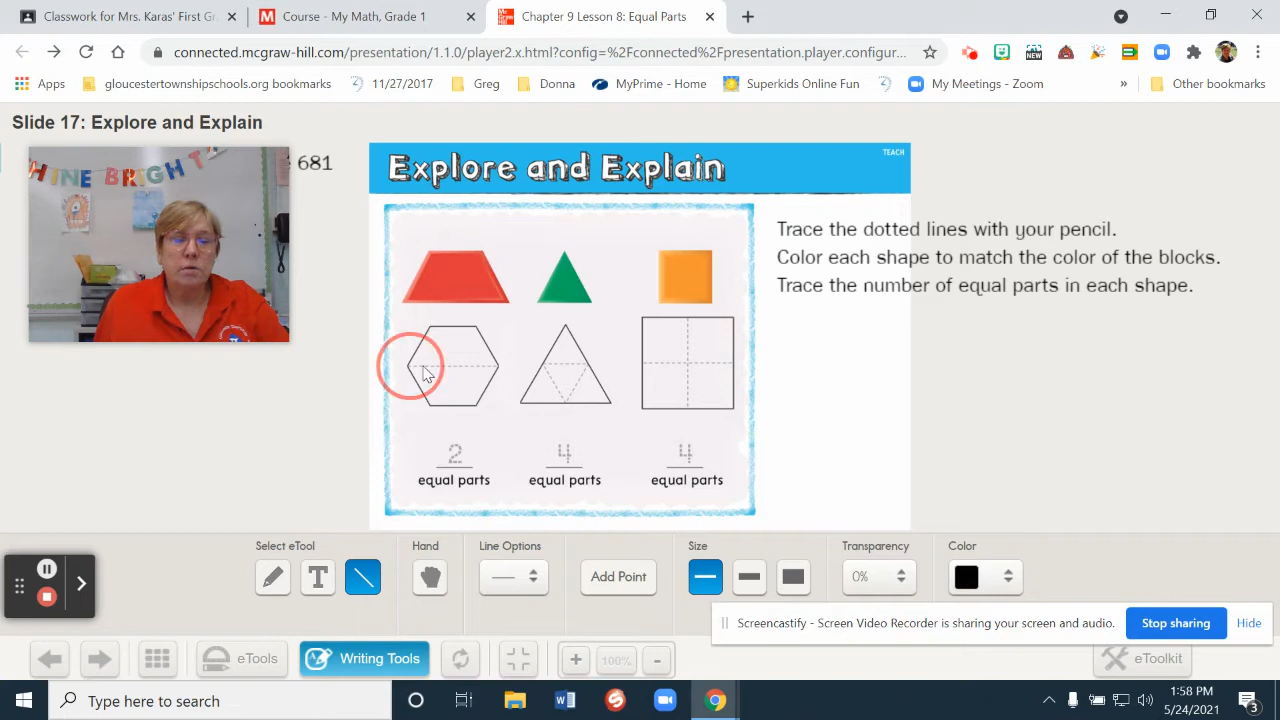 Classwork for Mrs. Karas' First Gr
Course - My Math, Grade 1
Chapter 9 Lesson 8: Equal Parts
connected.mcgraw-hill.com/presentation/1.1.0/player2.x.html?config=%2Fconnected%2Fpresentation.player.configur...
Apps
gloucestertownshipschools.org bookmarks
11/27/2017
Greg
Donna
MyPrime - Home
Superkids Online Fun
My Meetings - Zoom
»
Other bookmarks
Slide 17: Explore and Explain
HINE BRIGHT
681
Explore and Explain
TEACH
Trace the dotted lines with your pencil.
Color each shape to match the color of the blocks.
Trace the number of equal parts in each shape.
2 4 4
equal parts equal parts equal parts
Select eTool
Hand
Line Options
Size
Transparency
Color
T
Add Point
0%
Screencastify - Screen Video Recorder is sharing your screen and audio.
Stop sharing
Hide
eTools
Writing Tools
+
100%
-
eToolkit
Type here to search
1:58 PM
5/24/2021
3